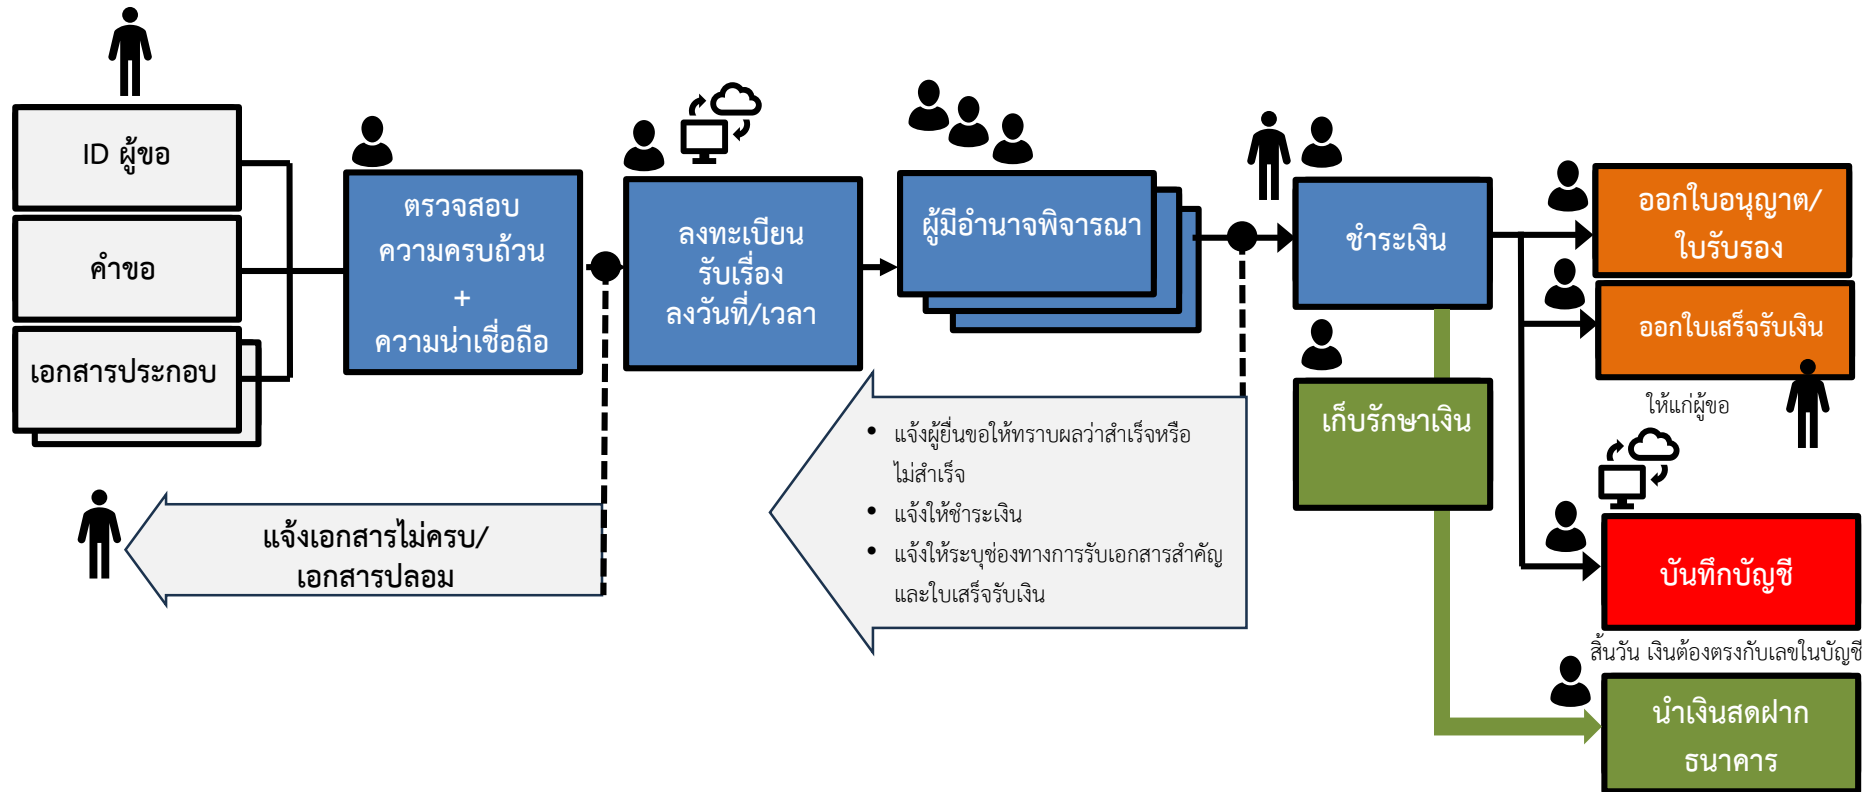 ID ผู้ขอ
คำขอ
เอกสารประกอบ
ตรวจสอบ
ความครบถ้วน
+
ความน่าเชื่อถือ
ลงทะเบียน
รับเรื่อง
ลงวันที่/เวลา
ผู้มีอำนาจพิจารณา
ชำระเงิน
ออกใบอนุญาต/
ใบรับรอง
ออกใบเสร็จรับเงิน
ให้แก่ผู้ขอ
เก็บรักษาเงิน
• แจ้งผู้ยื่นขอให้ทราบผลว่าสำเร็จหรือ
ไม่สำเร็จ
• แจ้งให้ชำระเงิน
• แจ้งให้ระบุช่องทางการรับเอกสารสำคัญ
และใบเสร็จรับเงิน
แจ้งเอกสารไม่ครบ/
เอกสารปลอม
บันทึกบัญชี
สิ้นวัน เงินต้องตรงกับเลขในบัญชี
นำเงินสดฝาก
ธนาคาร